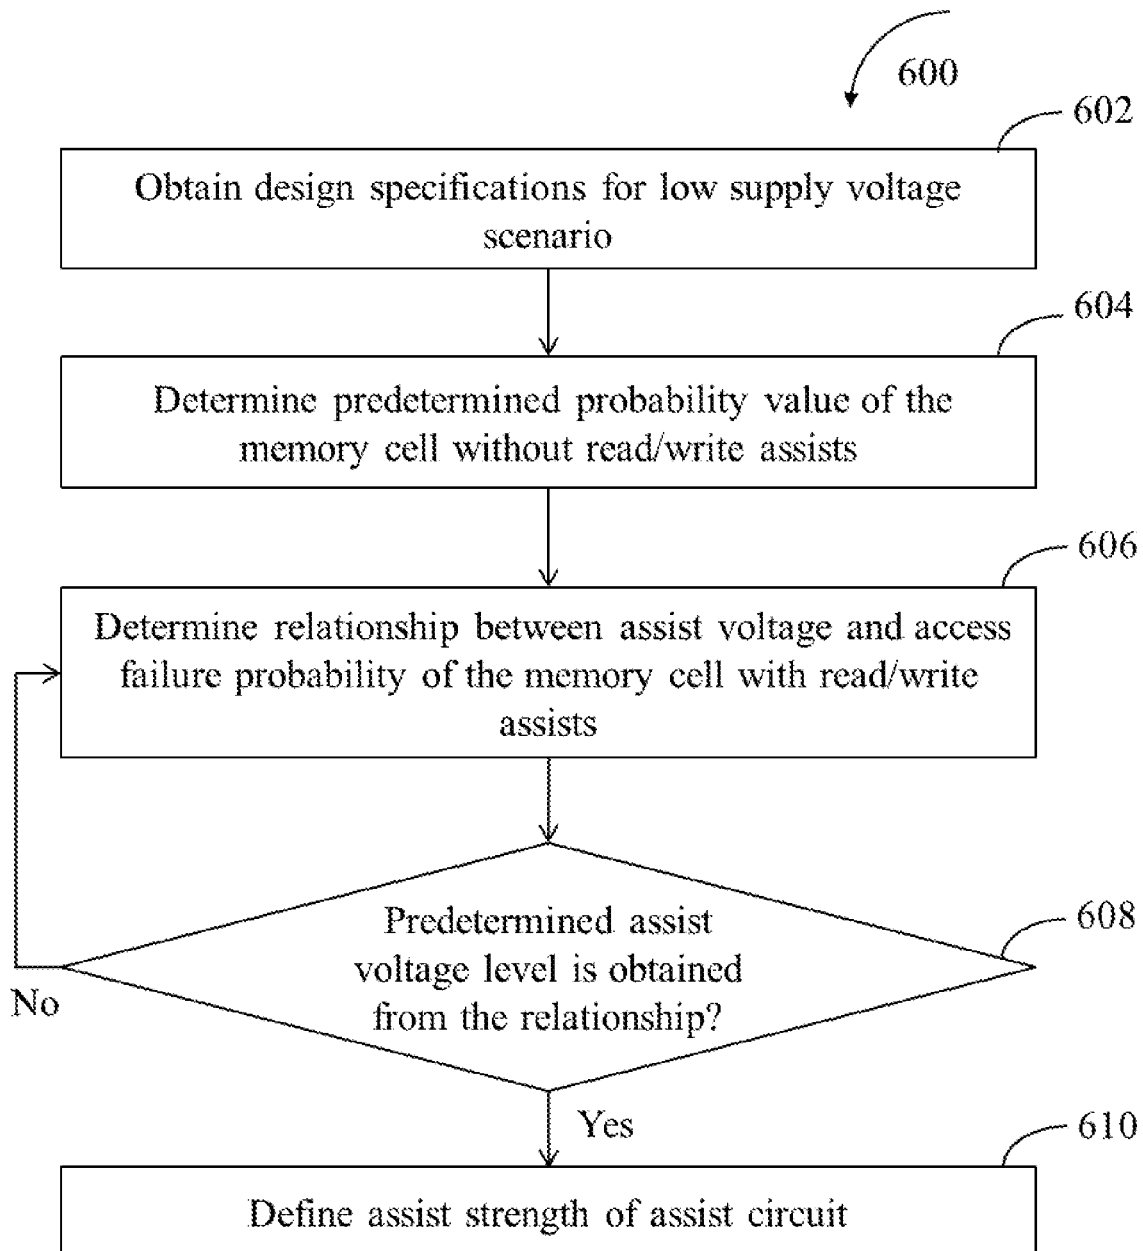 600
602
Obtain design specifications for low supply voltage
scenario
604
Determine predetermined probability value of the
memory cell without read/write assists
606
Determine relationship between assist voltage and access
failure probability of the memory cell with read/write
assists
608
Predetermined assist
voltage level is obtained
from the relationship?
No
Yes
610
Define assist strength of assist circuit